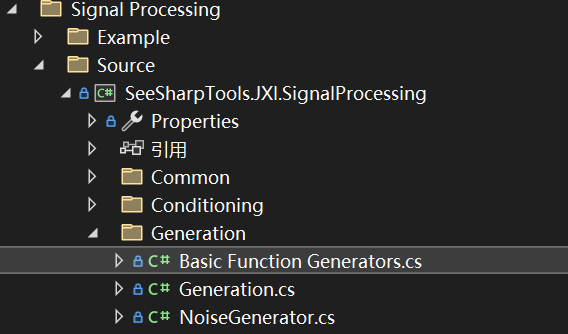 Signal Processing
Example
Source
C# SeeSharpTools.JXI.SignalProcessing
Properties
引用
Common
Conditioning
Generation
C# Basic Function Generators.cs
C# Generation.cs
C# NoiseGenerator.cs